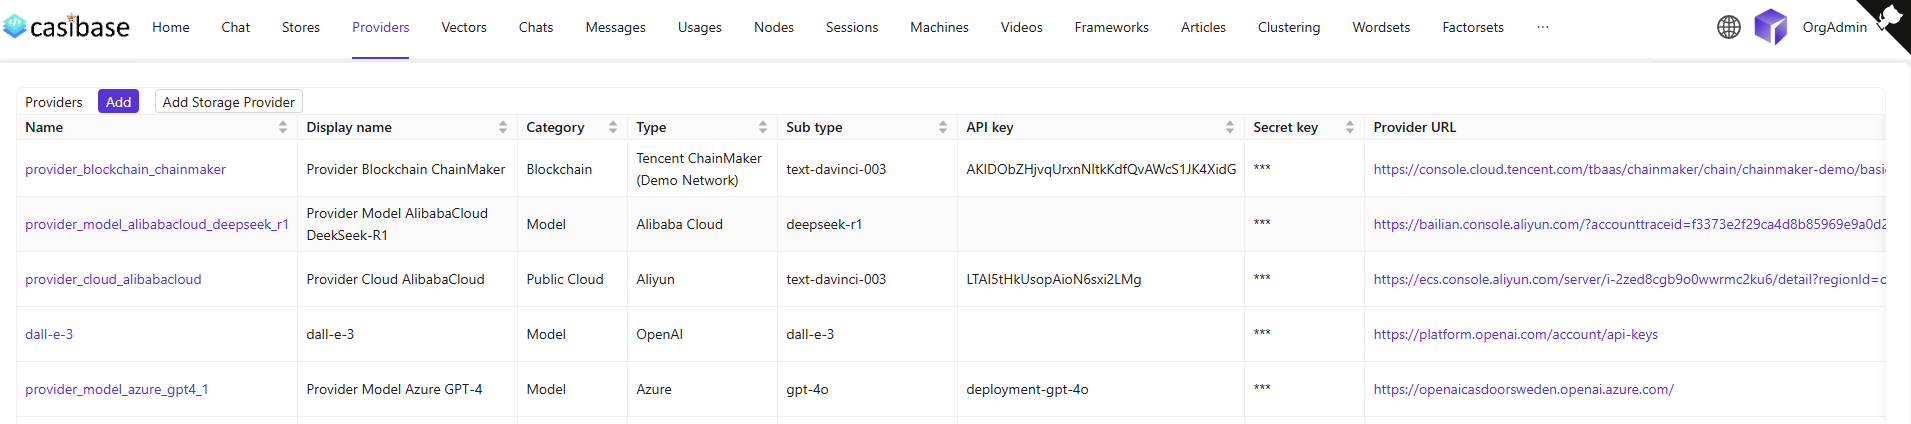 casibase Home Chat Stores Providers Vectors Chats Messages Usages Nodes Sessions Machines Videos Frameworks Articles Clustering Wordsets Factorsets ··· OrgAdmin
Providers Add Add Storage Provider
Name Display name Category Type Sub type API key Secret key Provider URL
provider_blockchain_chainmaker Provider Blockchain ChainMaker Blockchain Tencent ChainMaker (Demo Network) text-davinci-003 AKIDObZHjvqUrxnNItkKdfQvAWcS1JK4XidG *** https://console.cloud.tencent.com/tbaas/chainmaker/chain/chainmaker-demo/basi
provider_model_alibabacloud_deepseek_r1 Provider Model AlibabaCloud DeekSeek-R1 Model Alibaba Cloud deepseek-r1 *** https://bailian.console.aliyun.com/?accounttraceid=f3373e2f29ca4d8b85969e9a0d2
provider_cloud_alibabacloud Provider Cloud AlibabaCloud Public Cloud Aliyun text-davinci-003 LTAI5tHkUsopAioN6sxi2LMg *** https://ecs.console.aliyun.com/server/i-2zed8cgb9o0wwrmc2ku6/detail?regionId=c
dall-e-3 dall-e-3 Model OpenAI dall-e-3 *** https://platform.openai.com/account/api-keys
provider_model_azure_gpt4_1 Provider Model Azure GPT-4 Model Azure gpt-4o deployment-gpt-4o *** https://openaicasdoorsweden.openai.azure.com/